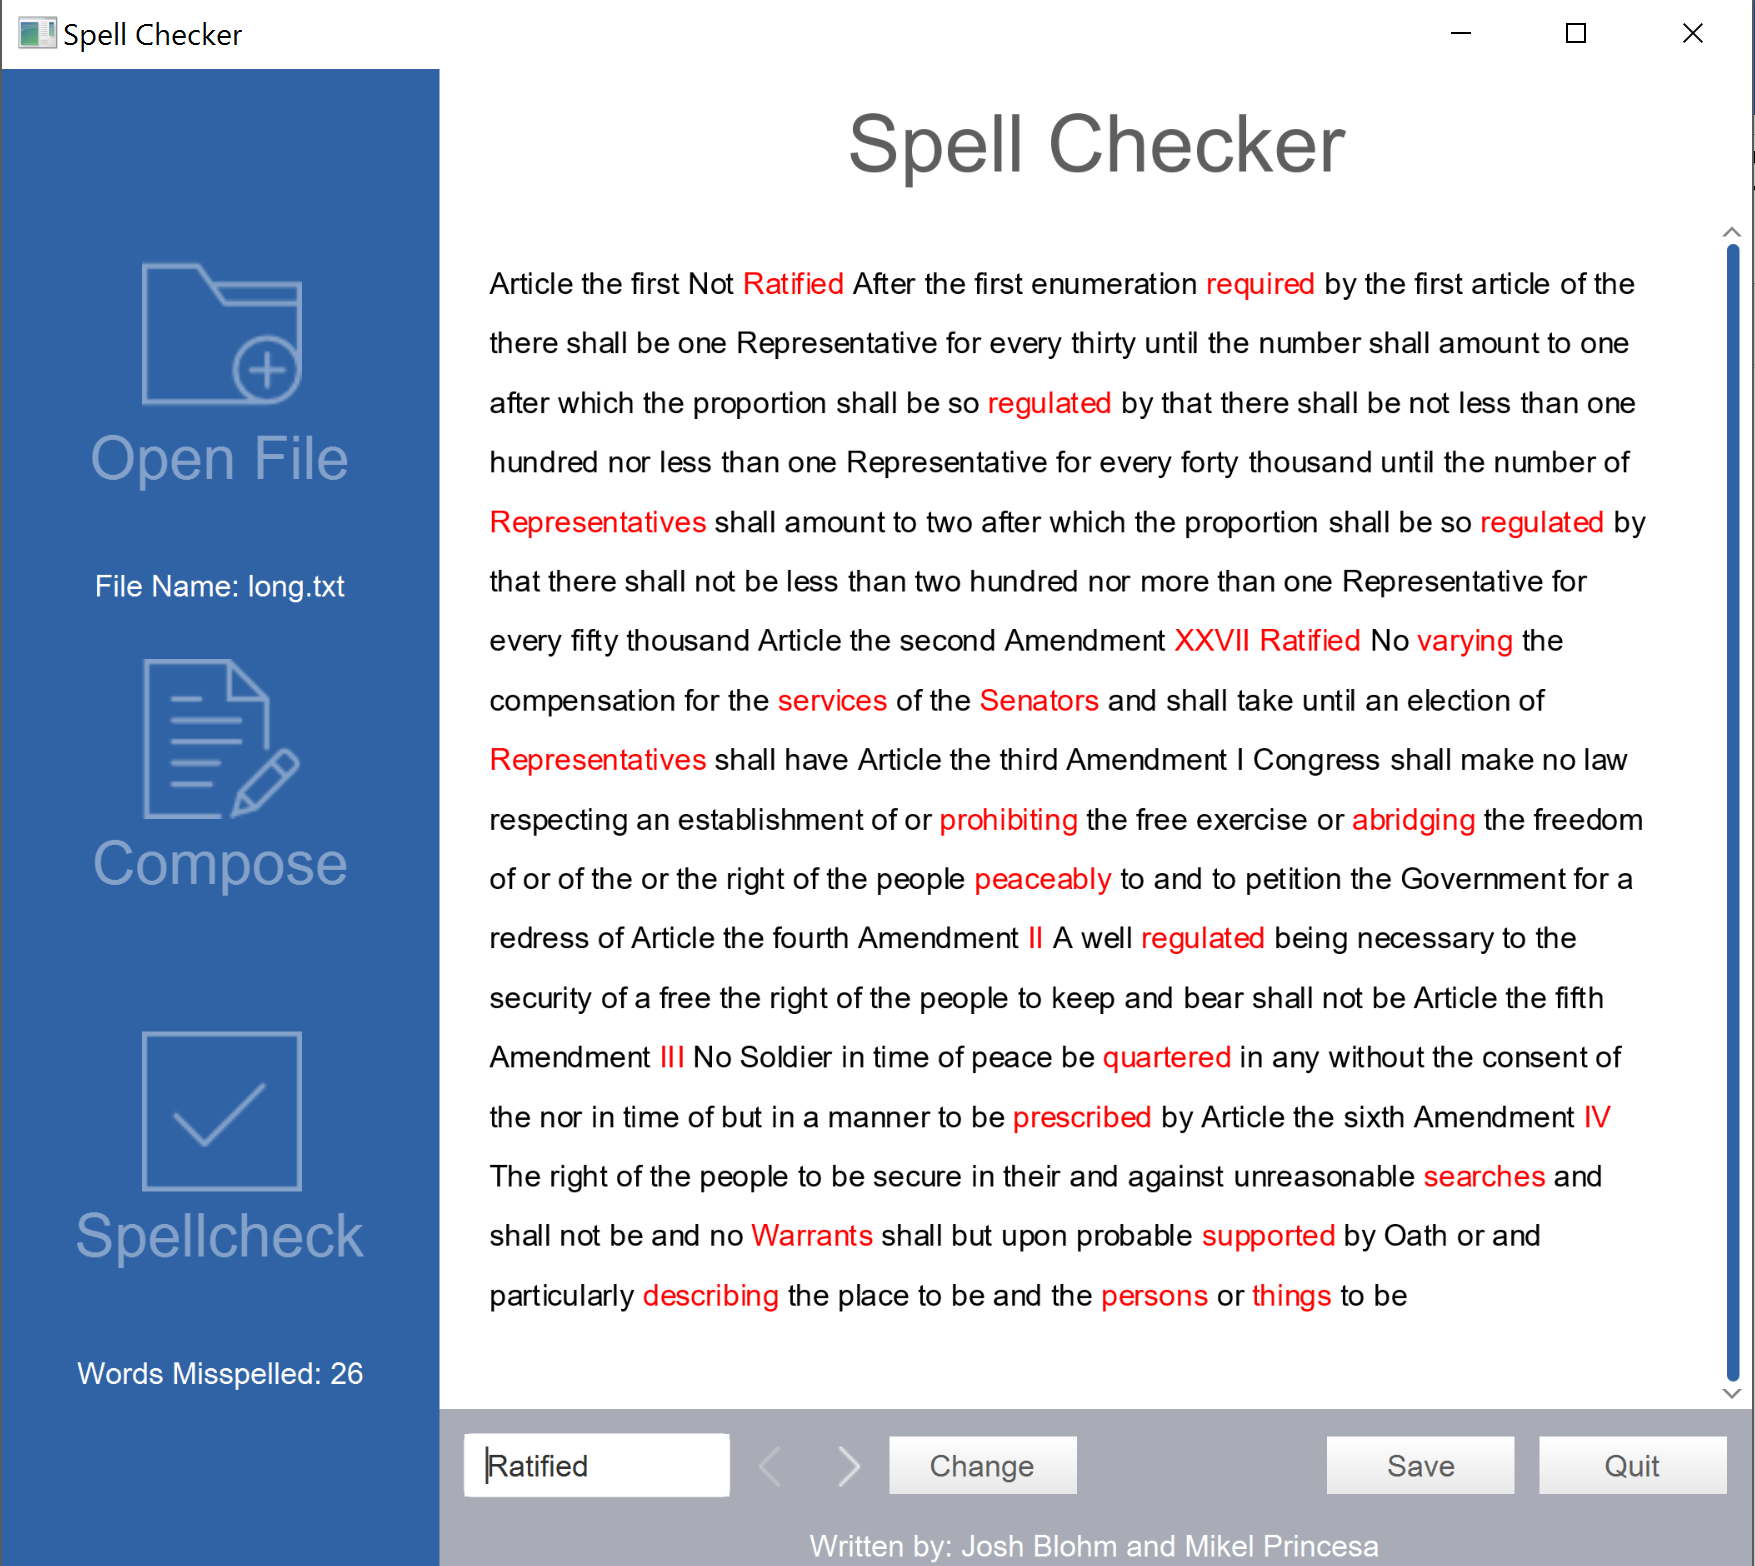 Spell Checker
Open File
File Name: long.txt
Compose
Spellcheck
Words Misspelled: 26
Spell Checker
Article the first Not Ratified After the first enumeration required by the first article of the
there shall be one Representative for every thirty until the number shall amount to one
after which the proportion shall be so regulated by that there shall be not less than one
hundred nor less than one Representative for every forty thousand until the number of
Representatives shall amount to two after which the proportion shall be so regulated by
that there shall not be less than two hundred nor more than one Representative for
every fifty thousand Article the second Amendment XXVII Ratified No varying the
compensation for the services of the Senators and shall take until an election of
Representatives shall have Article the third Amendment I Congress shall make no law
respecting an establishment of or prohibiting the free exercise or abridging the freedom
of or of the or the right of the people peaceably to and to petition the Government for a
redress of Article the fourth Amendment II A well regulated being necessary to the
security of a free the right of the people to keep and bear shall not be Article the fifth
Amendment III No Soldier in time of peace be quartered in any without the consent of
the nor in time of but in a manner to be prescribed by Article the sixth Amendment IV
The right of the people to be secure in their and against unreasonable searches and
shall not be and no Warrants shall but upon probable supported by Oath or and
particularly describing the place to be and the persons or things to be
Ratified Change Save Quit
Written by: Josh Blohm and Mikel Princesa